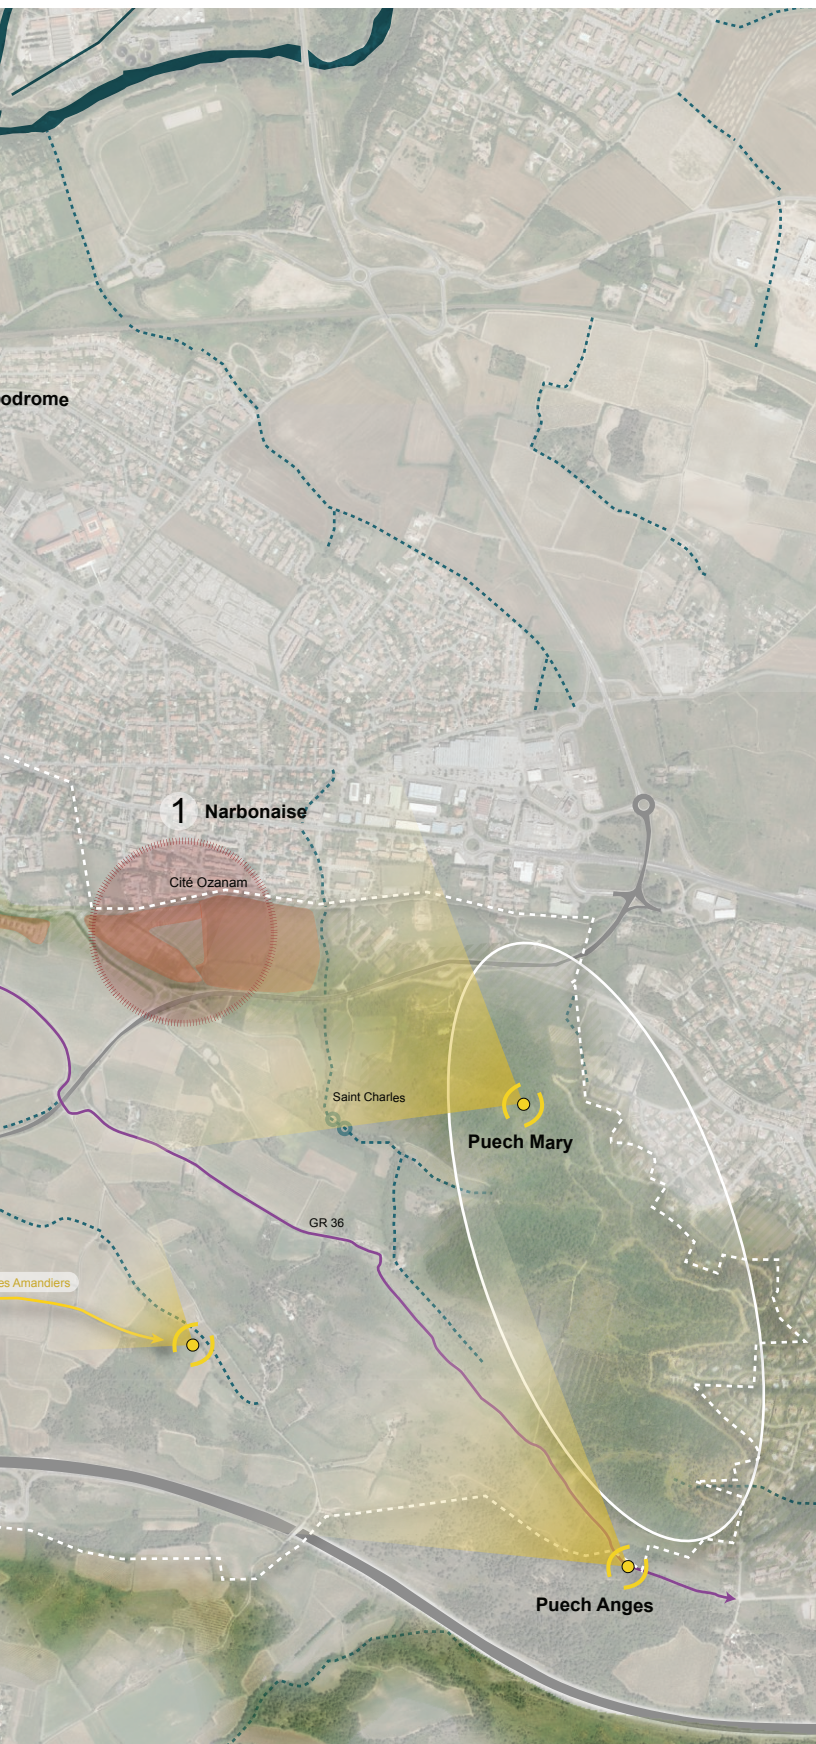 odrome
1 Narbonaise
Cité Ozanam
Saint Charles
Puech Mary
GR 36
es Amandiers
Puech Anges